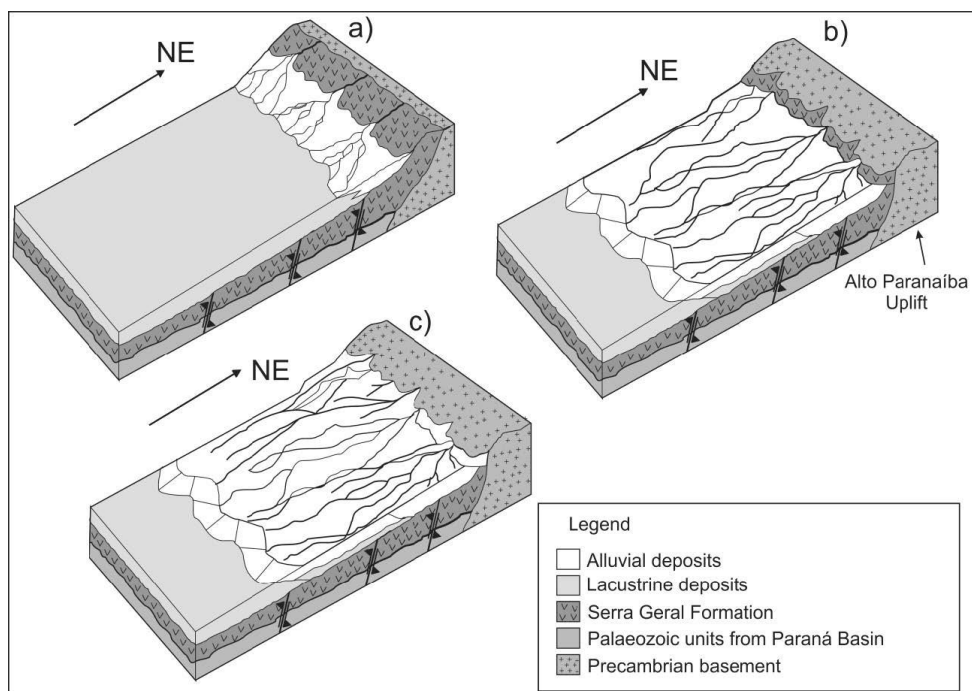 a)
NE
b)
NE
Alto Paranaíba
Uplift
c)
NE
Legend
Alluvial deposits
Lacustrine deposits
Serra Geral Formation
Palaeozoic units from Paraná Basin
Precambrian basement